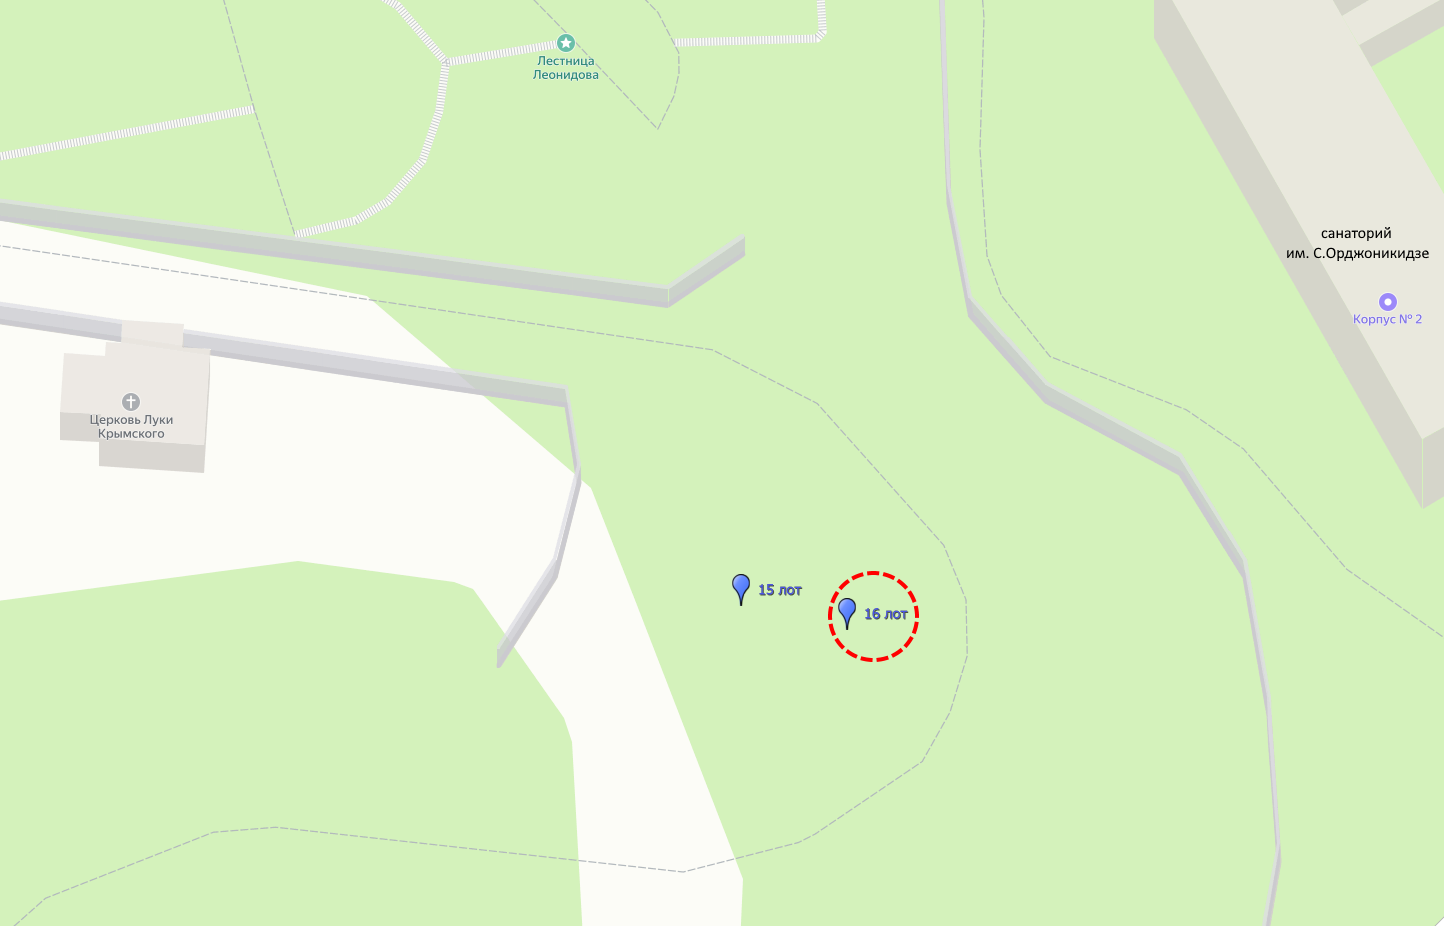 Лестница
Леонидова
санаторий
им. С.Орджоникидзе
Корпус № 2
Церковь Луки
Крымского
15 лот
16 лот